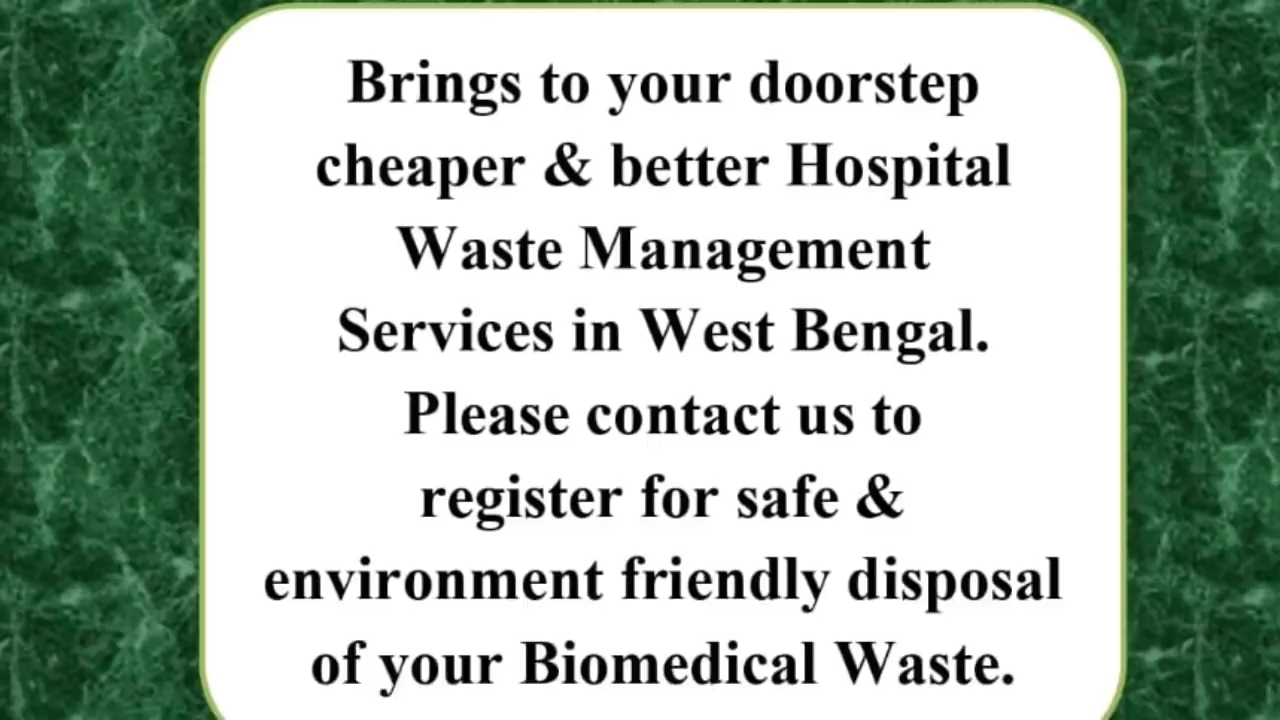 Brings to your doorstep
cheaper & better Hospital
Waste Management
Services in West Bengal.
Please contact us to
register for safe &
environment friendly disposal
of your Biomedical Waste.